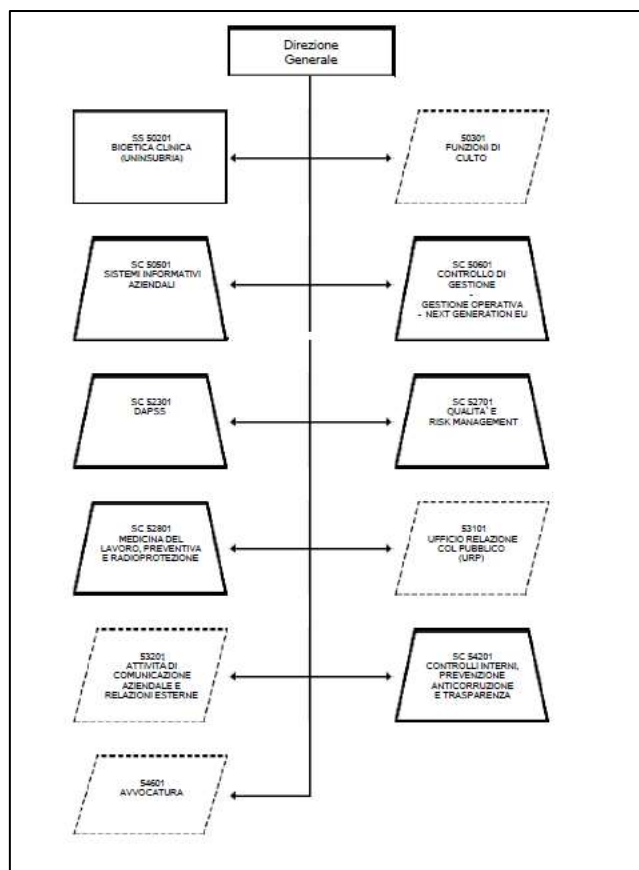 Direzione
Generale
SS 50201
BIOETICA CLINICA
(UNINSUBRIA)
50301
FUNZIONI DI
CULTO
SC 50501
SISTEMI INFORMATIVI
AZIENDALI
SC 50601
CONTROLLO DI
GESTIONE
-
GESTIONE OPERATIVA
- NEXT GENERATION EU
SC 52301
DAPSS
SC 52701
QUALITA' E
RISK MANAGEMENT
SC 52801
MEDICINA DEL
LAVORO, PREVENTIVA
E RADIOPROTEZIONE
53101
UFFICIO RELAZIONE
COL PUBBLICO
(URP)
53201
ATTIVITA DI
COMUNICAZIONE
AZIENDALE E
RELAZIONI ESTERNE
SC 54201
CONTROLLI INTERNI,
PREVENZIONE
ANTICORRUZIONE
E TRASPARENZA
54601
AVVOCATURA